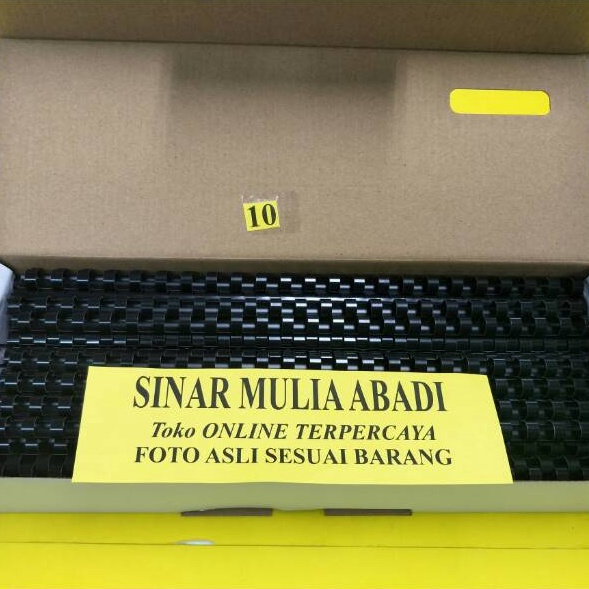 10
SINAR MULIA ABADI
Toko ONLINE TERPERCAYA
FOTO ASLI SESUAI BARANG